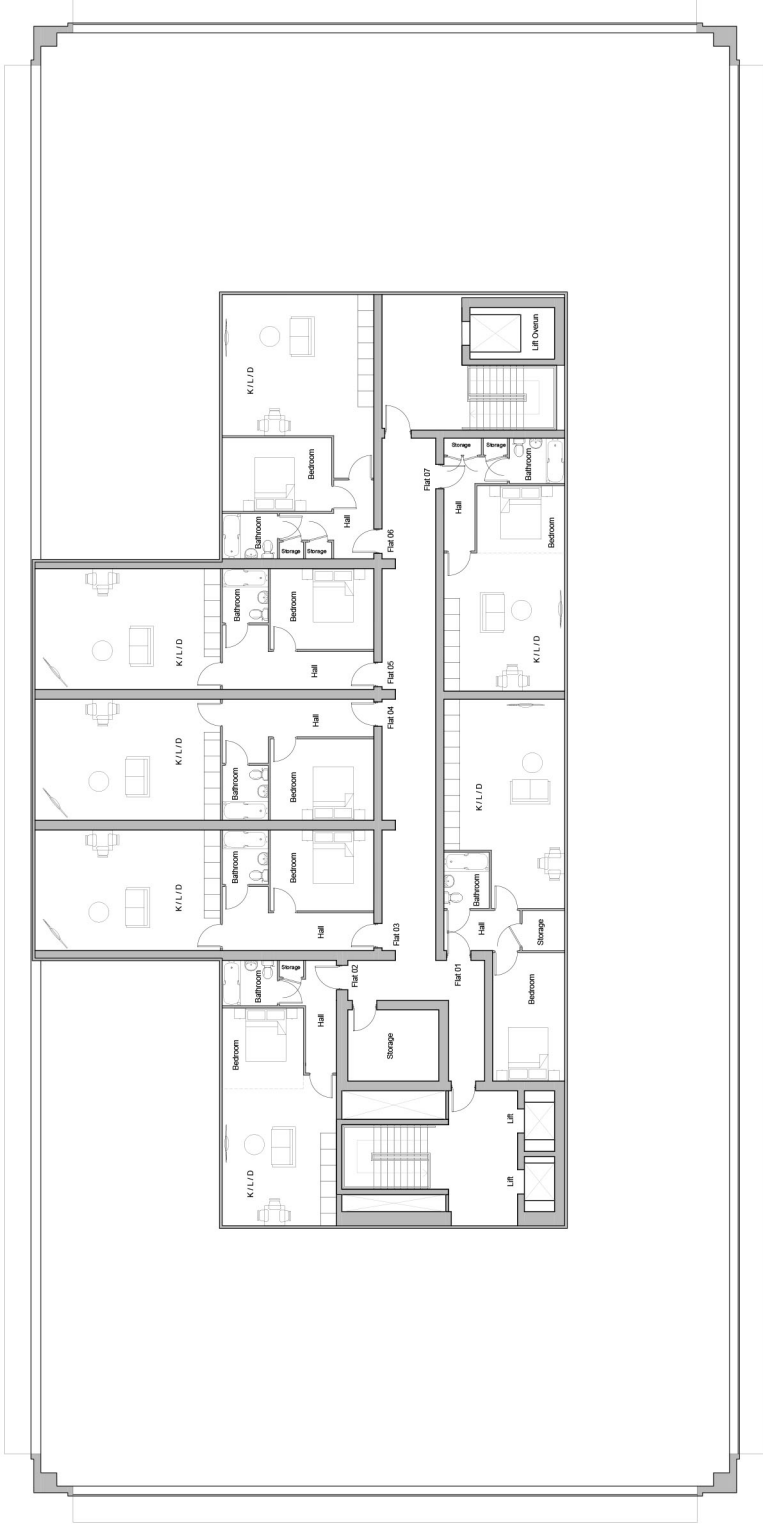 K / L / D
Lift Overun
Bedroom
Storage
Storage
Bathroom
Flat 07
Hall
Bathroom
Hall
Storage
Storage
Flat 06
Bedroom
K / L / D
Bathroom
Bedroom
K / L / D
Hall
Flat 05
Hall
Flat 04
K / L / D
Bathroom
Bedroom
K / L / D
Bathroom
Bedroom
K / L / D
Hall
Flat 03
Bathroom
Hall
Storage
Bathroom
Storage
Flat 02
Flat 01
Bedroom
Hall
Bedroom
Storage
K / L / D
Lift
Lift